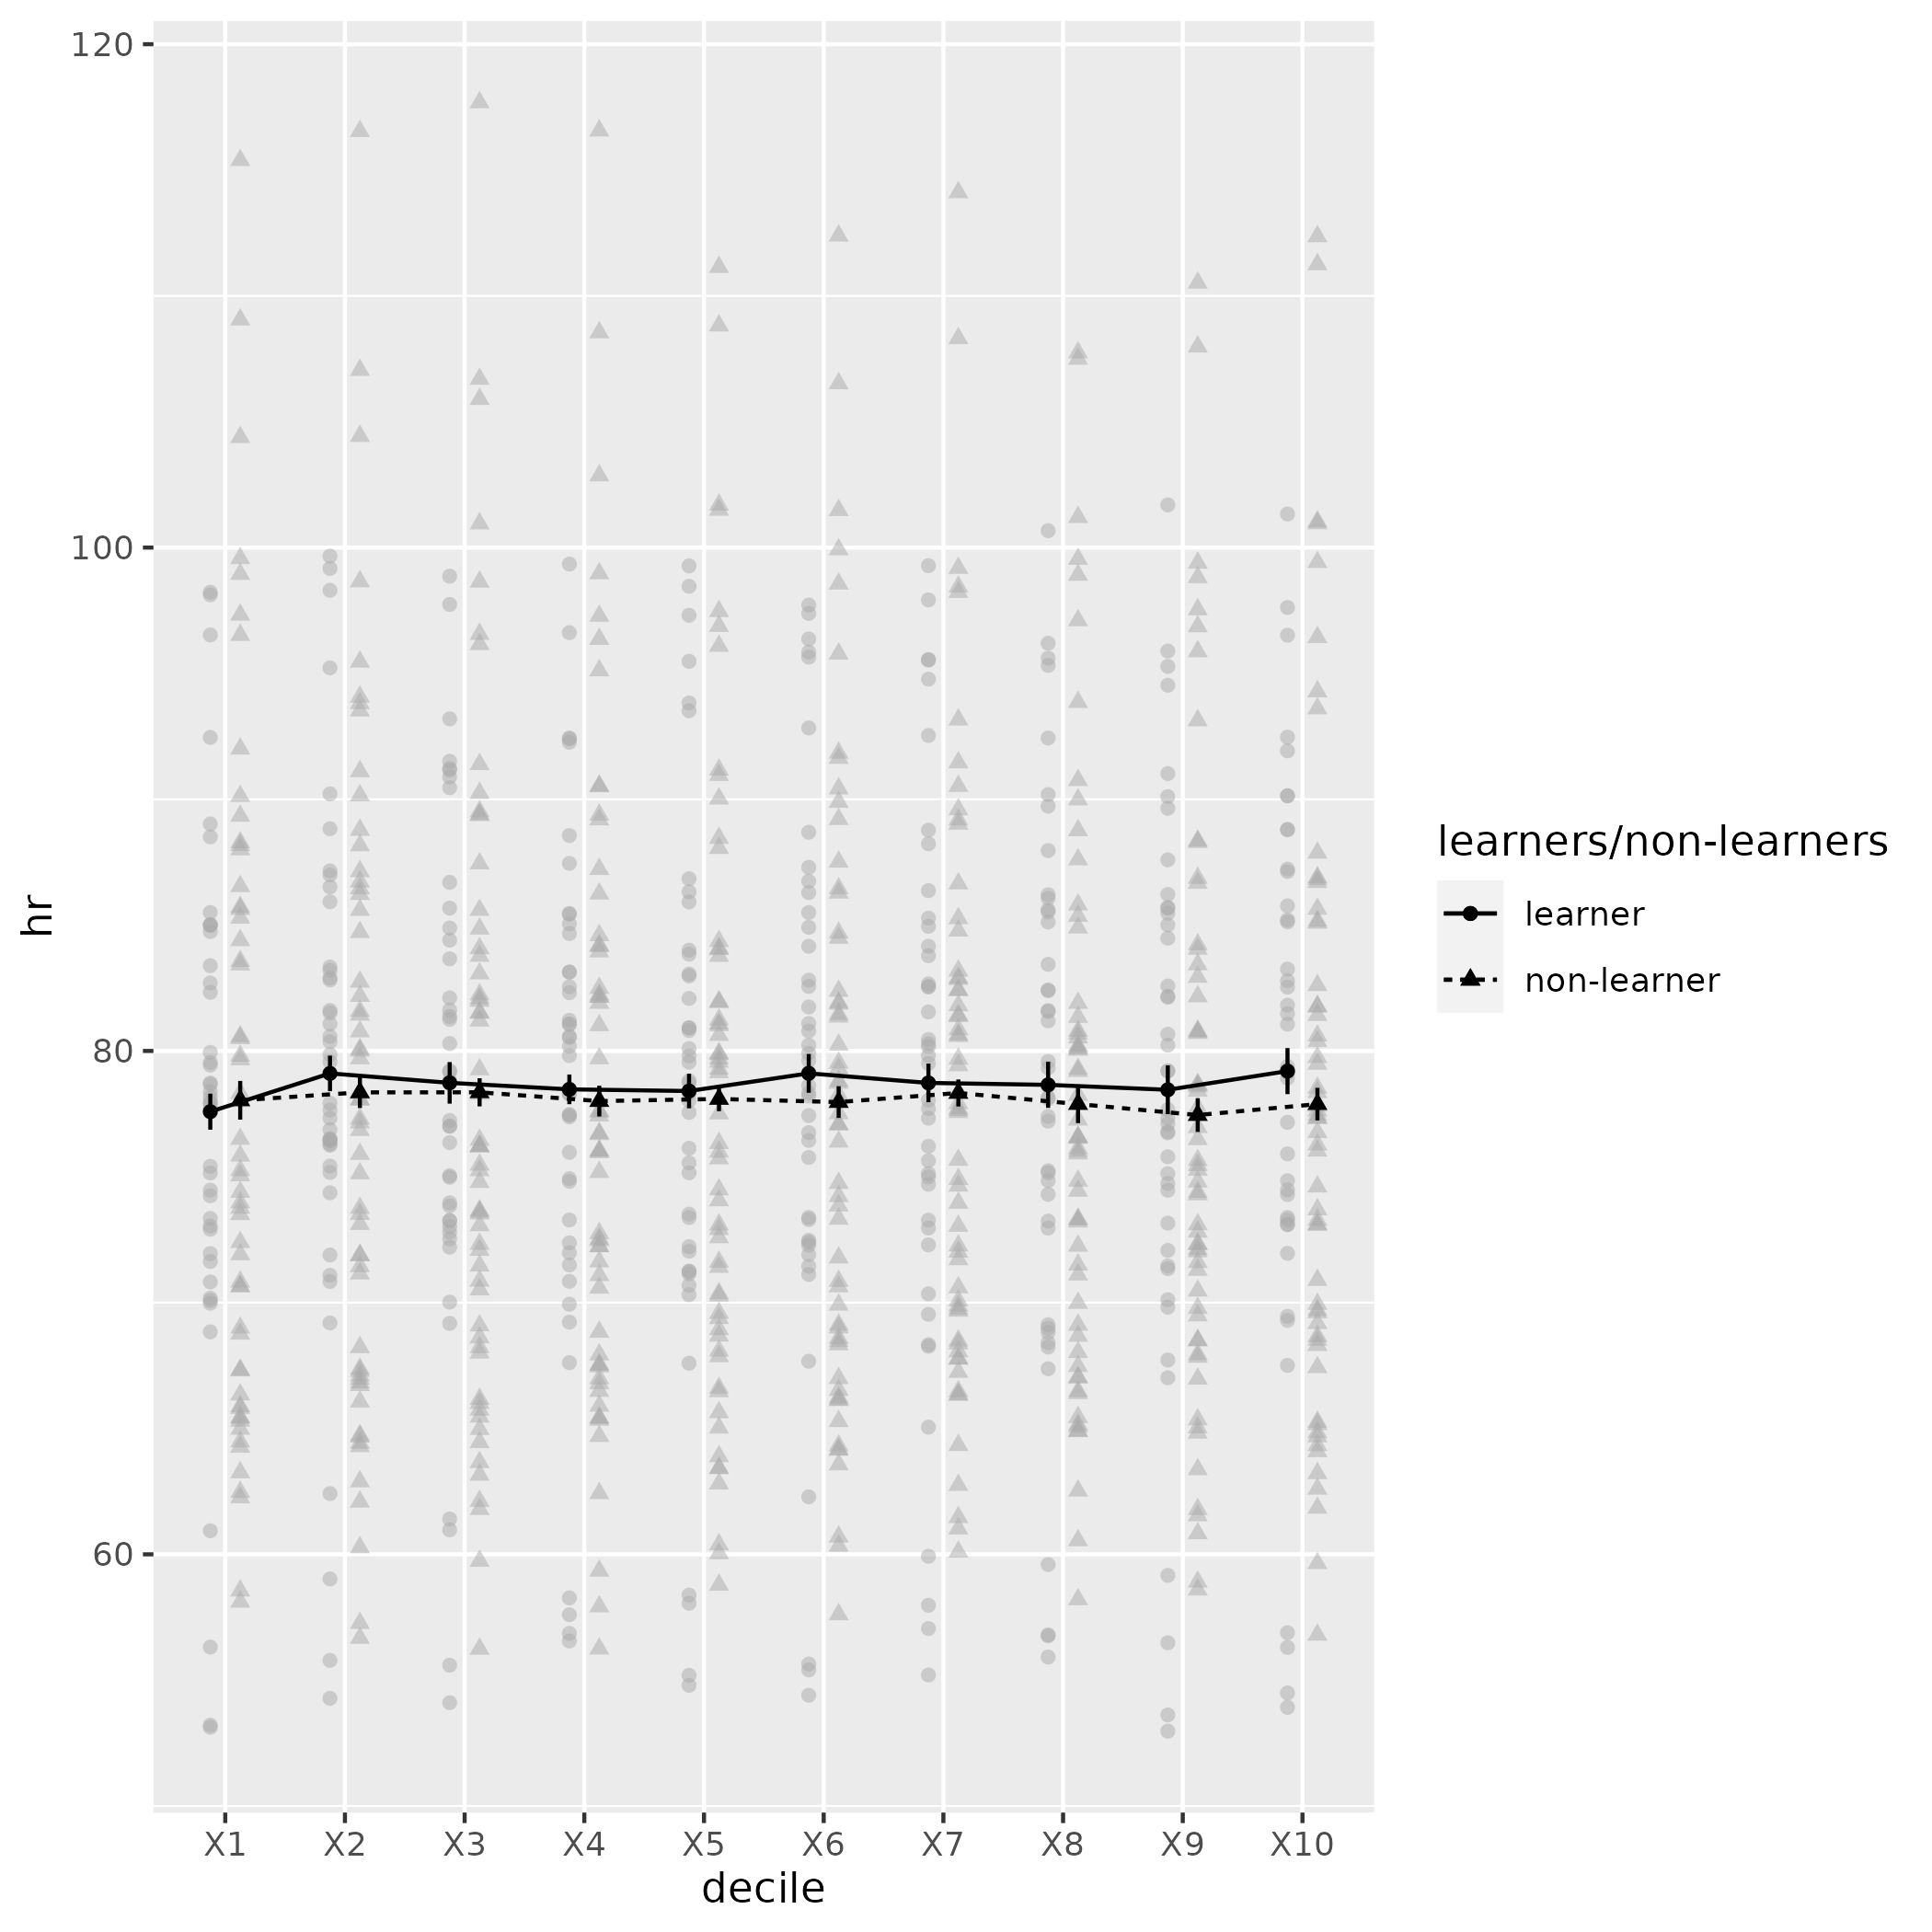 120
100
80
60
hr
X1 X2 X3 X4 X5 X6 X7 X8 X9 X10
decile
learners/non-learners
learner
non-learner